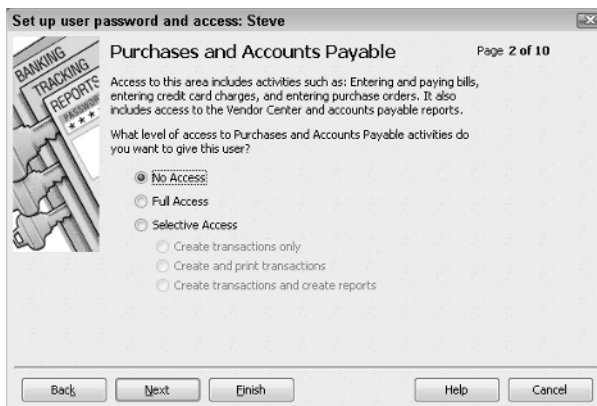 Set up user password and access: Steve
BANKING
TRACKING
REPORTS
PASSWORD
***
Purchases and Accounts Payable
Page 2 of 10
Access to this area includes activities such as: Entering and paying bills,
entering credit card charges, and entering purchase orders. It also
includes access to the Vendor Center and accounts payable reports.
What level of access to Purchases and Accounts Payable activities do
you want to give this user?
No Access
Full Access
Selective Access
Create transactions only
Create and print transactions
Create transactions and create reports
Back
Next
Finish
Help
Cancel